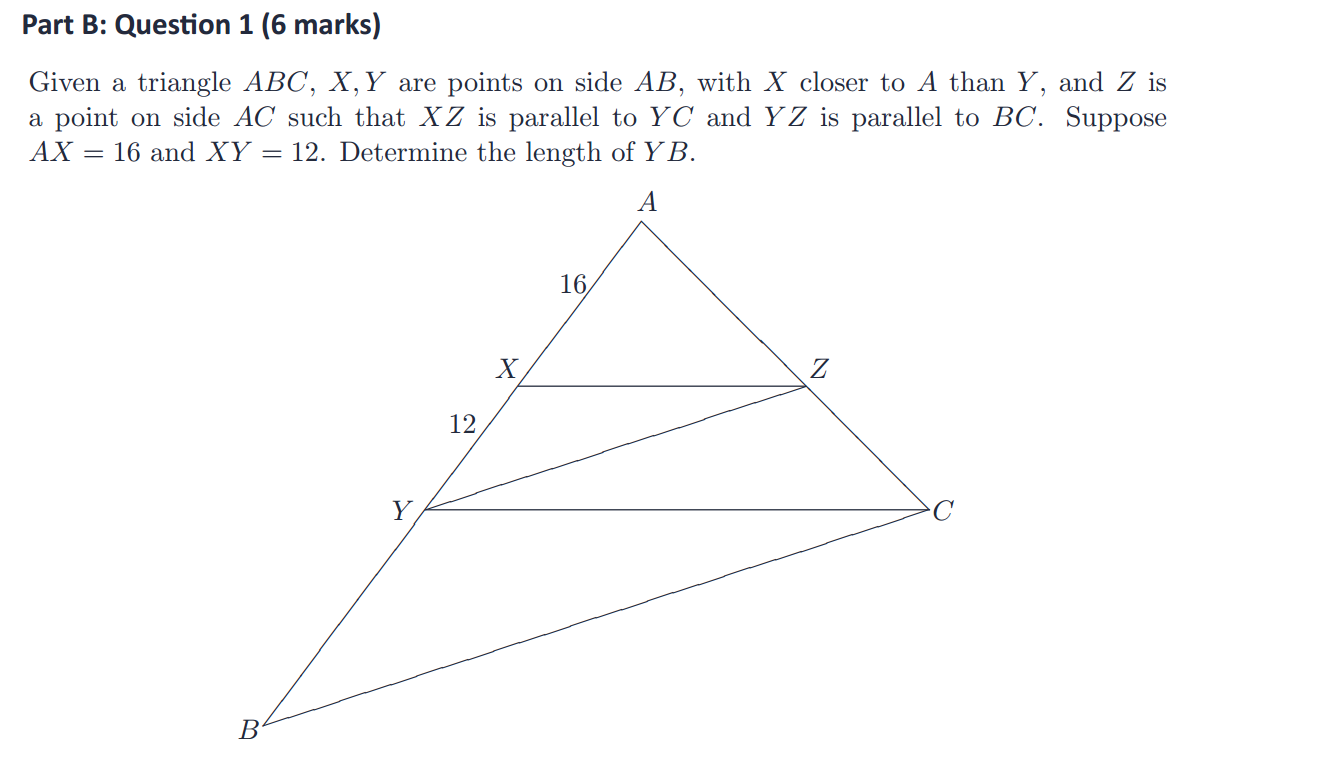 Part B: Question 1 (6 marks)
Given a triangle ABC, X, Y are points on side AB, with X closer to A than Y, and Z is
a point on side AC such that XZ is parallel to YC and YZ is parallel to BC. Suppose
AX = 16 and XY = 12. Determine the length of YB.
A
16
X
Z
12
Y
C
B